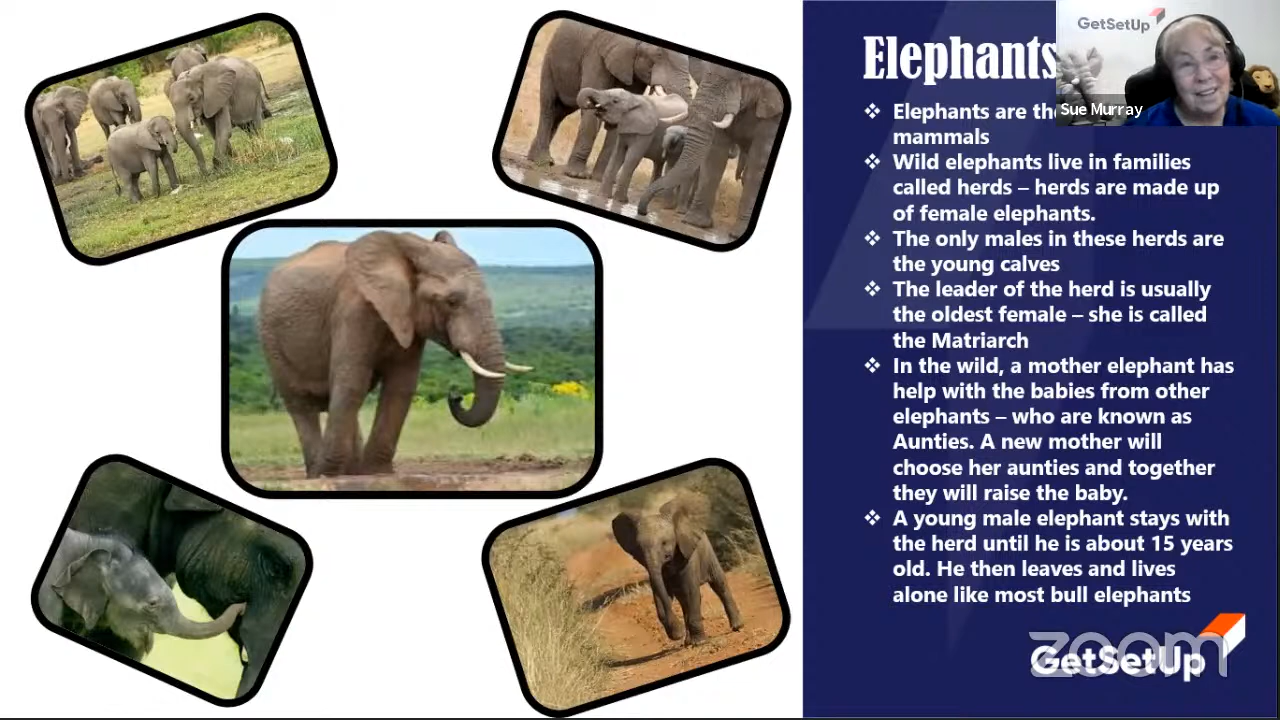 Elephants
GetSetUp
Sue Murray
❖ Elephants are the
mammals
❖ Wild elephants live in families
called herds – herds are made up
of female elephants.
❖ The only males in these herds are
the young calves
❖ The leader of the herd is usually
the oldest female – she is called
the Matriarch
❖ In the wild, a mother elephant has
help with the babies from other
elephants – who are known as
Aunties. A new mother will
choose her aunties and together
they will raise the baby.
❖ A young male elephant stays with
the herd until he is about 15 years
old. He then leaves and lives
alone like most bull elephants
zoom
GetSetUp